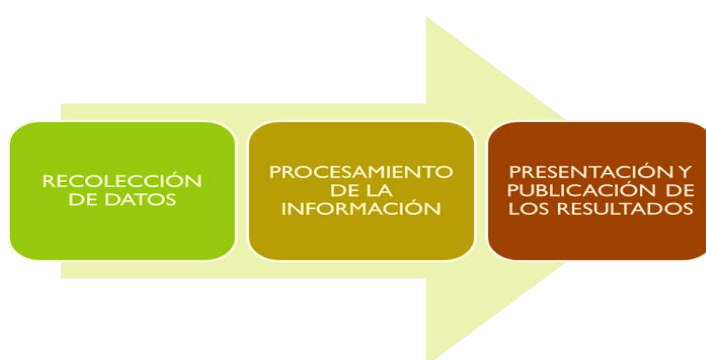 RECOLECCIÓN
DE DATOS
PROCESAMIENTO
DE LA
INFORMACIÓN
PRESENTACIÓN Y
PUBLICACIÓN DE
LOS RESULTADOS